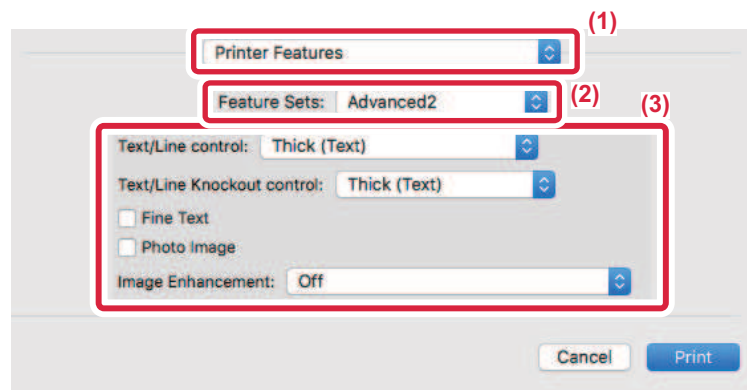 (1)
Printer Features
Feature Sets: Advanced2
(2)
(3)
Text/Line control: Thick (Text)
Text/Line Knockout control: Thick (Text)
Fine Text
Photo Image
Image Enhancement: Off
Cancel Print